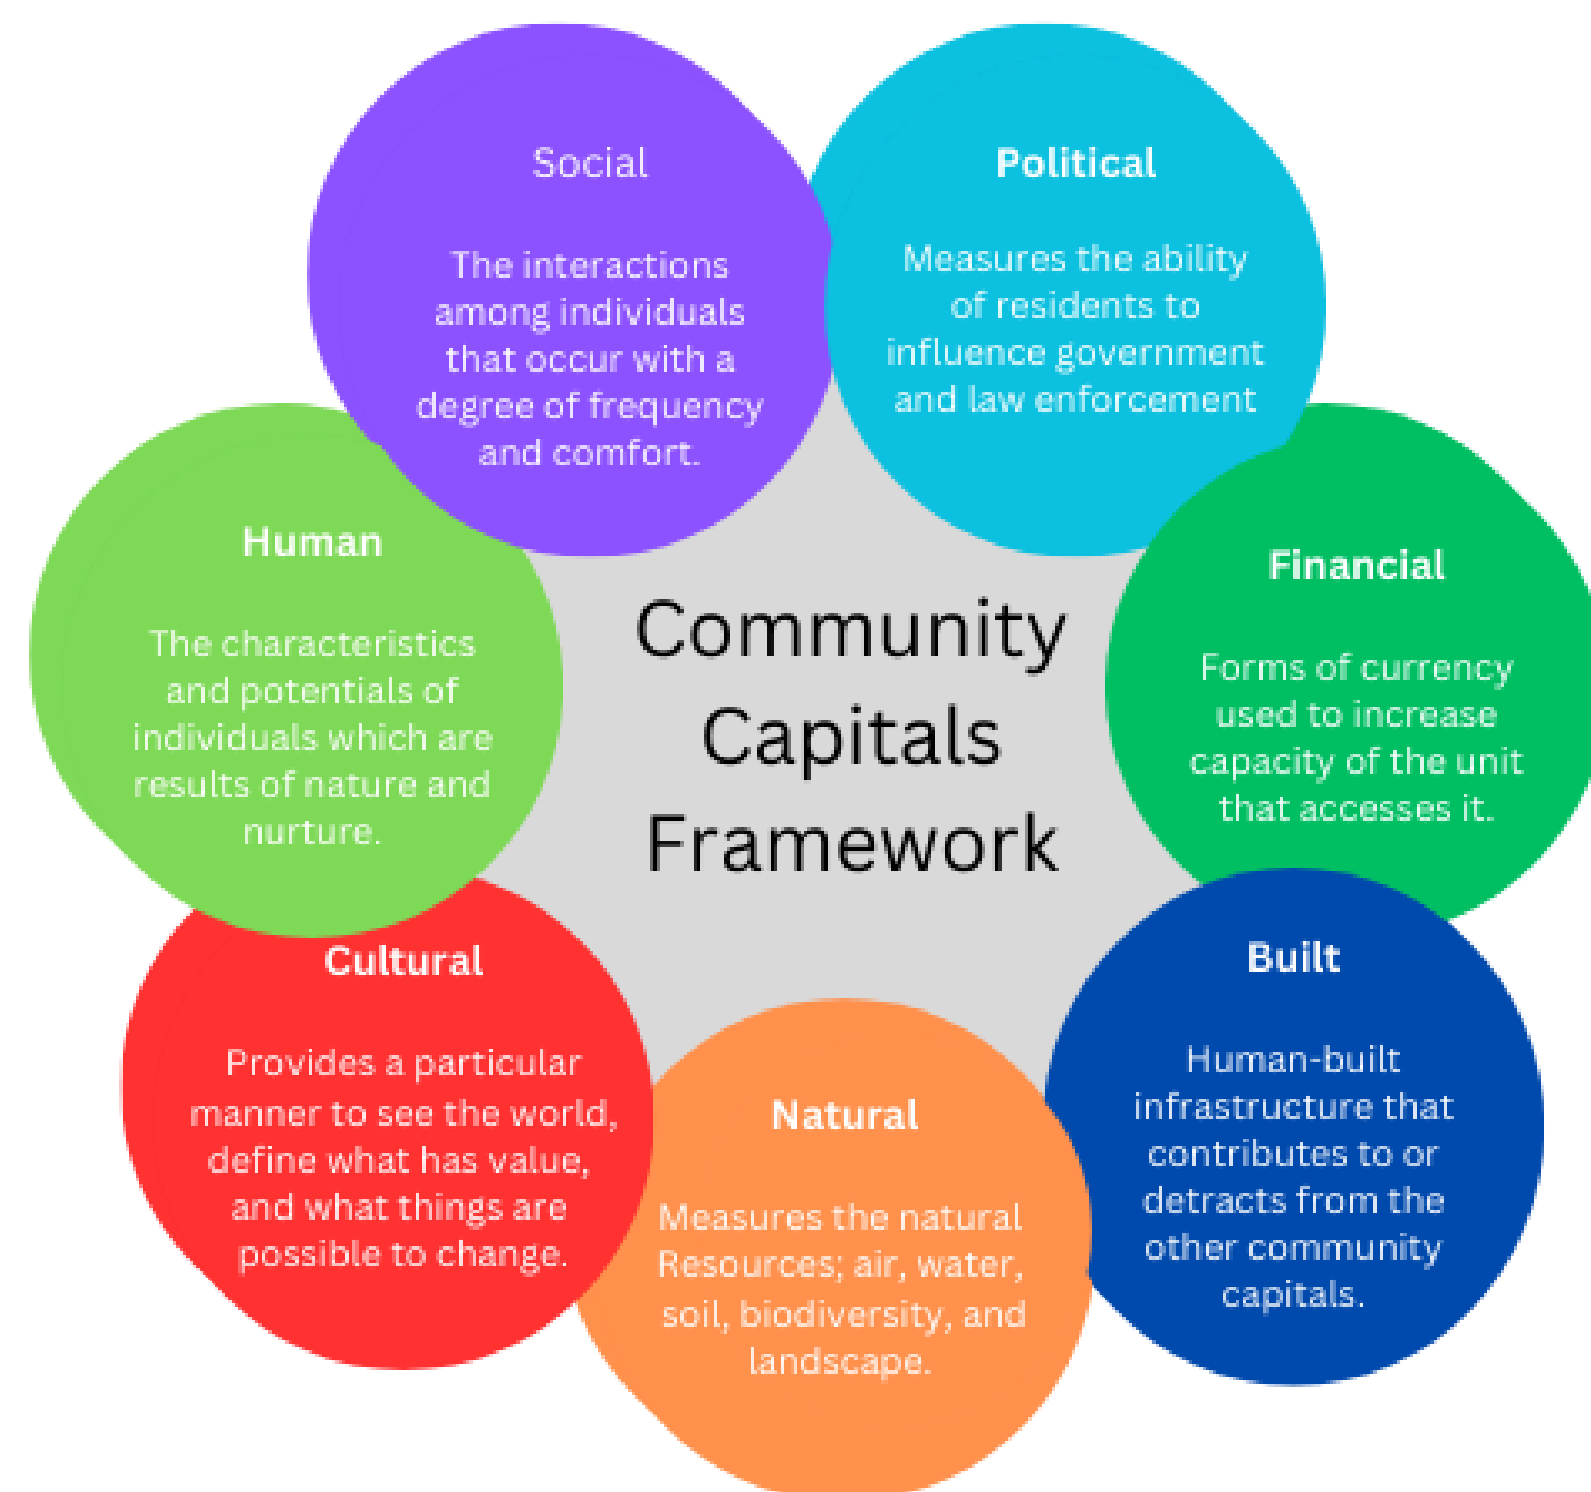 Social
The interactions
among individuals
that occur with a
degree of frequency
and comfort.
Political
Measures the ability
of residents to
influence government
and law enforcement
Human
The characteristics
and potentials of
individuals which are
results of nature and
nurture.
Community
Capitals
Framework
Financial
Forms of currency
used to increase
capacity of the unit
that accesses it.
Cultural
Provides a particular
manner to see the world,
define what has value,
and what things are
possible to change.
Natural
Measures the natural
Resources; air, water,
soil, biodiversity, and
landscape.
Built
Human-built
infrastructure that
contributes to or
detracts from the
other community
capitals.